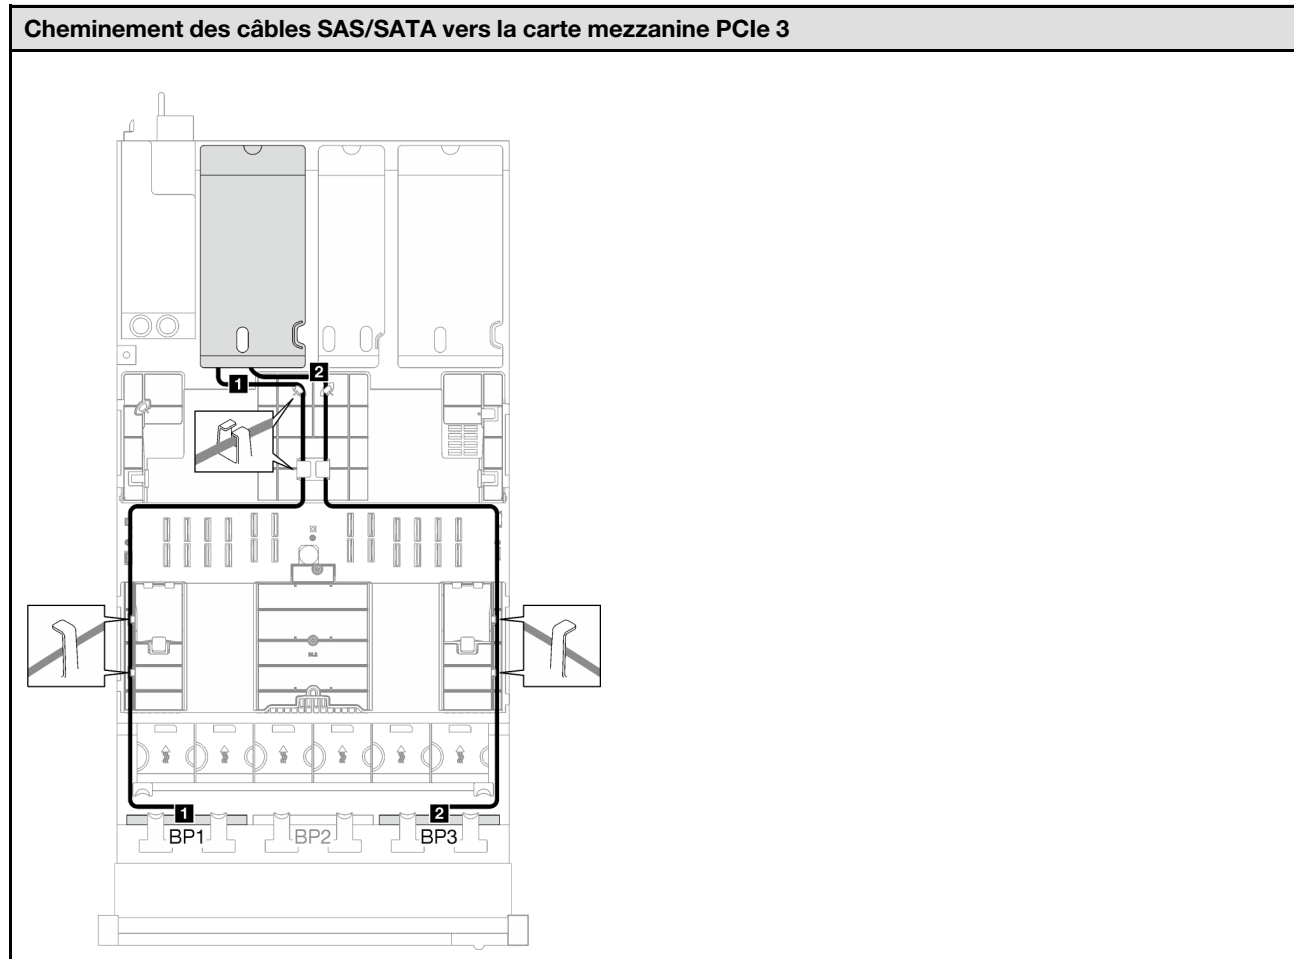 Cheminement des câbles SAS/SATA vers la carte mezzanine PCIe 3
2
1
1
2
BP1
BP2
BP3